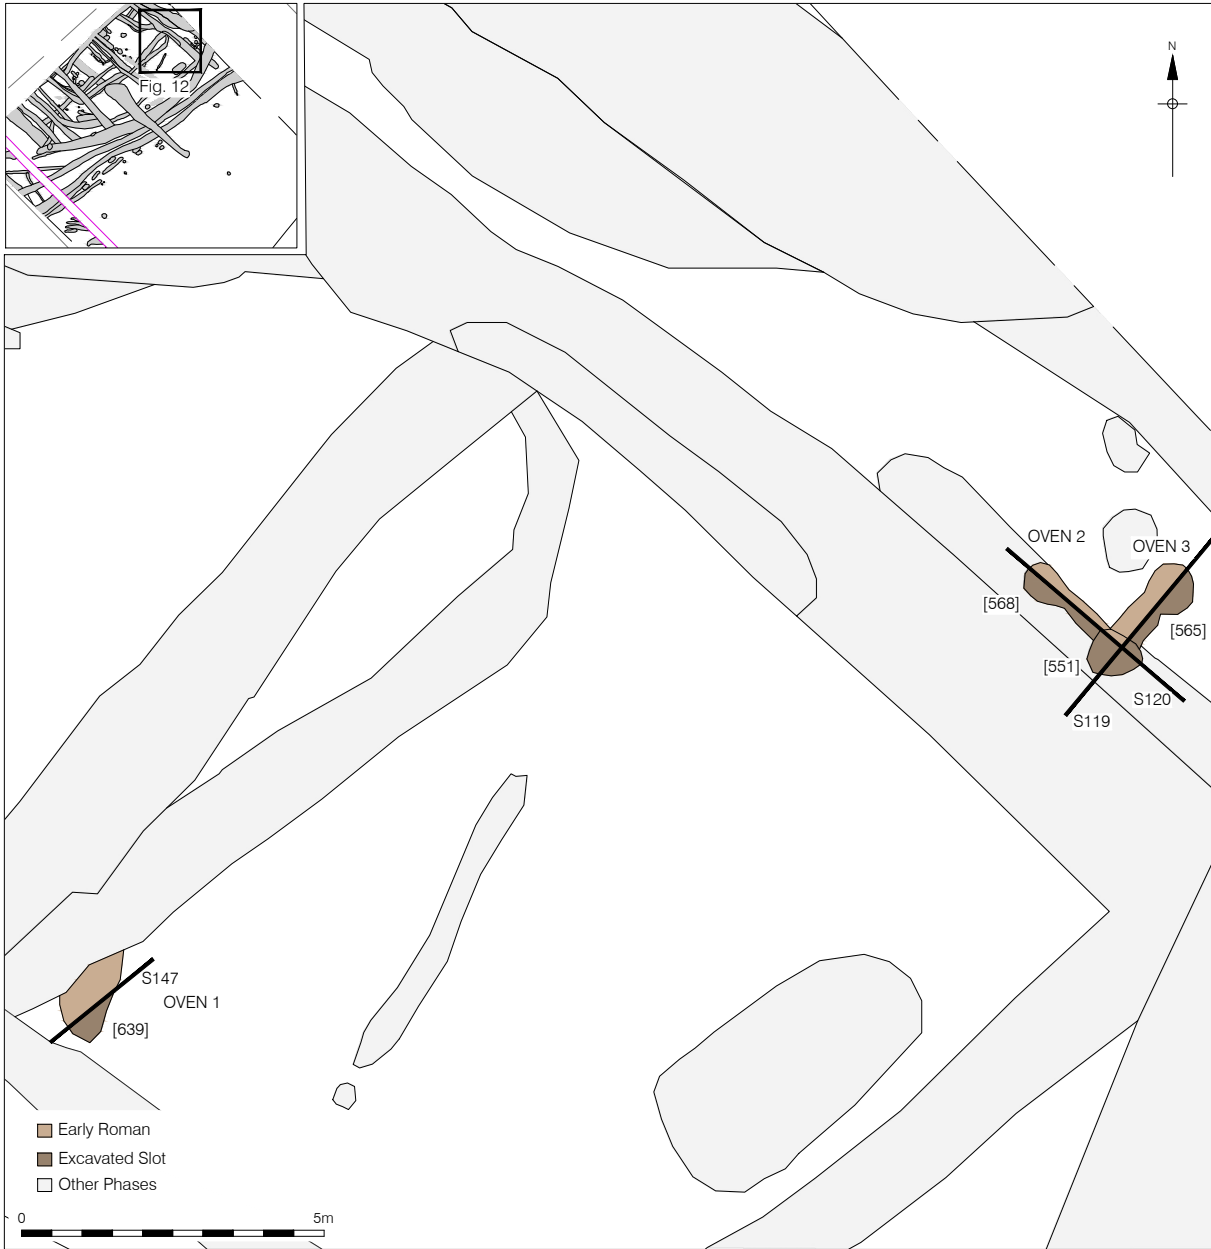 Fig. 12
N
OVEN 2
OVEN 3
[568]
[565]
[551]
S120
S119
S147
OVEN 1
[639]
Early Roman
Excavated Slot
Other Phases
0 5m